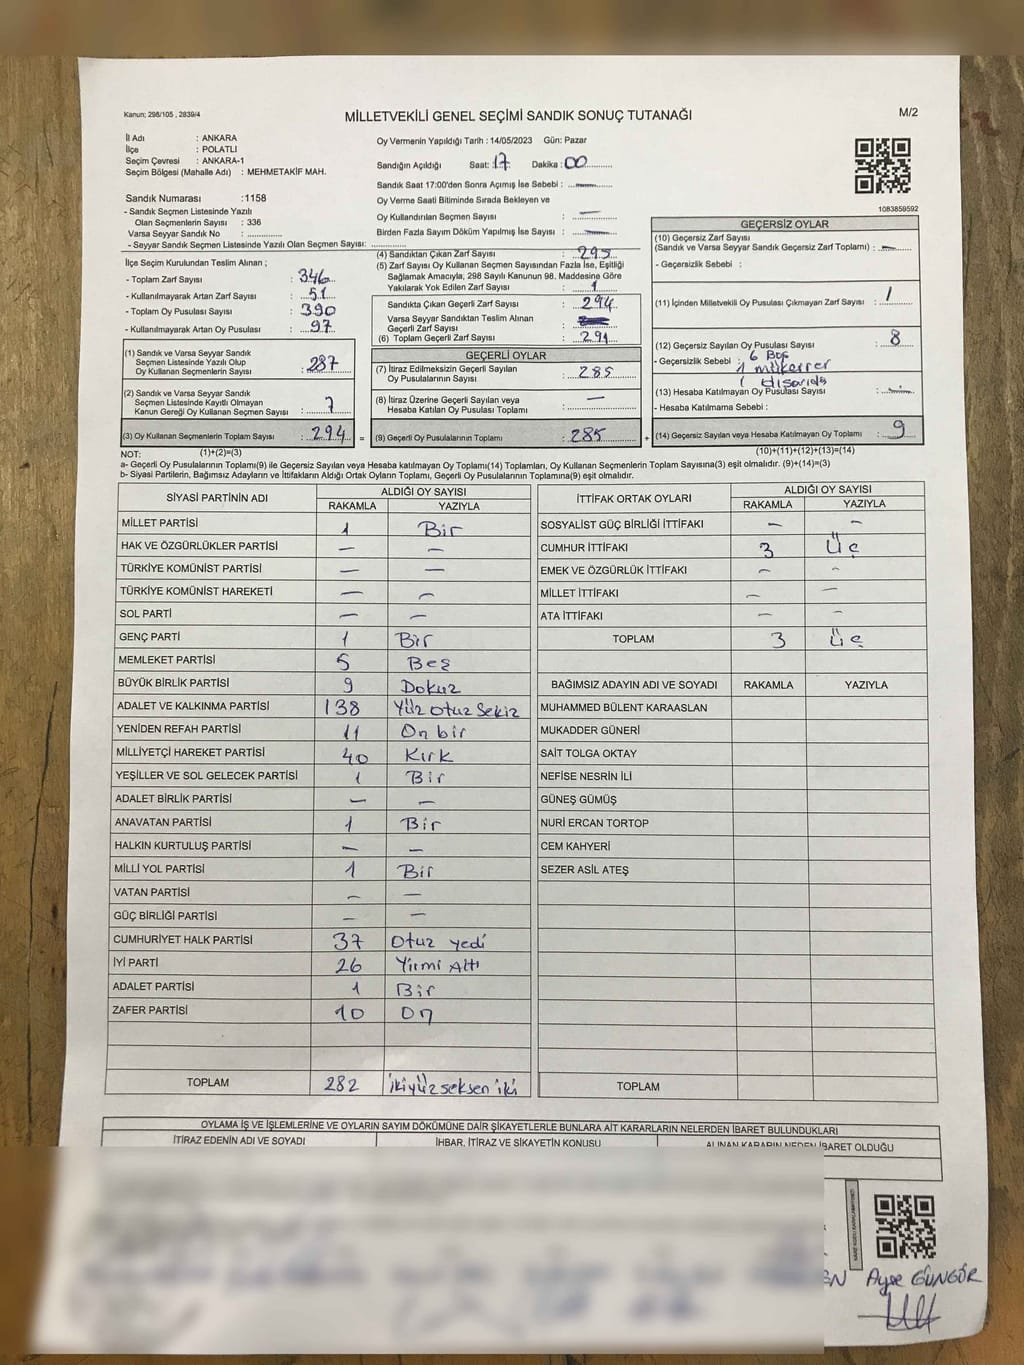 Kanun; 298/105 , 2839/4
MİLLETVEKİLİ GENEL SEÇİMİ SANDIK SONUÇ TUTANAĞI
M/2
İl Adı : ANKARA
İlçe : POLATLI
Seçim Çevresi : ANKARA-1
Seçim Bölgesi (Mahalle Adı) : MEHMETAKİF MAH.
Sandık Numarası :1158
- Sandık Seçmen Listesinde Yazılı
Olan Seçmenlerin Sayısı : 336
Varsa Seyyar Sandık No :
- Seyyar Sandık Seçmen Listesinde Yazılı Olan Seçmen Sayısı:
İlçe Seçim Kurulundan Teslim Alınan ;
- Toplam Zarf Sayısı : 346
- Kullanılmayarak Artan Zarf Sayısı : 51
- Toplam Oy Pusulası Sayısı : 390
- Kullanılmayarak Artan Oy Pusulası : 97
(1) Sandık ve Varsa Seyyar Sandık
Seçmen Listesinde Yazılı Olup
Oy Kullanan Seçmenlerin Sayısı : 287
(2) Sandık ve Varsa Seyyar Sandık
Seçmen Listesinde Kayıtlı Olmayan
Kanun Gereği Oy Kullanan Seçmen Sayısı : 7
(3) Oy Kullanan Seçmenlerin Toplam Sayısı : 294
Oy Vermenin Yapıldığı Tarih : 14/05/2023 Gün: Pazar
Sandığın Açıldığı Saat: 17 Dakika : 00
Sandık Saat 17:00'den Sonra Açımış İse Sebebi : —
Oy Verme Saati Bitiminde Sırada Bekleyen ve
Oy Kullandırılan Seçmen Sayısı : —
Birden Fazla Sayım Döküm Yapılmış İse Sayısı : —
(4) Sandıktan Çıkan Zarf Sayısı : 295
(5) Zarf Sayısı Oy Kullanan Seçmen Sayısından Fazla İse, Eşitliği
Sağlamak Amacıyla, 298 Sayılı Kanunun 98. Maddesine Göre
Yakılarak Yok Edilen Zarf Sayısı : 1
Sandıkta Çıkan Geçerli Zarf Sayısı : 294
Varsa Seyyar Sandıktan Teslim Alınan
Geçerli Zarf Sayısı :
(6) Toplam Geçerli Zarf Sayısı : 294
GEÇERLİ OYLAR
(7) İtiraz Edilmeksizin Geçerli Sayılan
Oy Pusulalarının Sayısı : 285
(8) İtiraz Üzerine Geçerli Sayılan veya
Hesaba Katılan Oy Pusulası Toplamı : —
= (9) Geçerli Oy Pusulalarının Toplamı : 285 +
1083859592
GEÇERSİZ OYLAR
(10) Geçersiz Zarf Sayısı
(Sandık ve Varsa Seyyar Sandık Geçersiz Zarf Toplamı) : —
- Geçersizlik Sebebi :
(11) İçinden Milletvekili Oy Pusulası Çıkmayan Zarf Sayısı : 1
(12) Geçersiz Sayılan Oy Pusulası Sayısı : 8
- Geçersizlik Sebebi : 6 Boş
1 mükerrer
1 dışarıda
(13) Hesaba Katılmayan Oy Pusulası Sayısı : —
- Hesaba Katılmama Sebebi :
(14) Geçersiz Sayılan veya Hesaba Katılmayan Oy Pusulası Toplamı : 9
NOT: (1)+(2)=(3) (10)+(11)+(12)+(13)=(14)
a- Geçerli Oy Pusulalarının Toplamı(9) ile Geçersiz Sayılan veya Hesaba katılmayan Oy Toplamı(14) Toplamları, Oy Kullanan Seçmenlerin Toplam Sayısına(3) eşit olmalıdır. (9)+(14)=(3)
b- Siyasi Partilerin, Bağımsız Adayların ve İttifakların Aldığı Ortak Oyların Toplamı, Geçerli Oy Pusulalarının Toplamına(9) eşit olmalıdır.
SİYASİ PARTİNİN ADI ALDIĞI OY SAYISI
RAKAMLA YAZIYLA
MİLLET PARTİSİ 1 Bir
HAK VE ÖZGÜRLÜKLER PARTİSİ — —
TÜRKİYE KOMÜNİST PARTİSİ — —
TÜRKİYE KOMÜNİST HAREKETİ — —
SOL PARTİ — —
GENÇ PARTİ 1 Bir
MEMLEKET PARTİSİ 5 Beş
BÜYÜK BİRLİK PARTİSİ 9 Dokuz
ADALET VE KALKINMA PARTİSİ 138 Yüz otuz sekiz
YENİDEN REFAH PARTİSİ 11 On bir
MİLLİYETÇİ HAREKET PARTİSİ 40 Kırk
YEŞİLLER VE SOL GELECEK PARTİSİ 1 Bir
ADALET BİRLİK PARTİSİ — —
ANAVATAN PARTİSİ 1 Bir
HALKIN KURTULUŞ PARTİSİ — —
MİLLİ YOL PARTİSİ 1 Bir
VATAN PARTİSİ — —
GÜÇ BİRLİĞİ PARTİSİ — —
CUMHURİYET HALK PARTİSİ 37 Otuz yedi
İYİ PARTİ 26 Yirmi Altı
ADALET PARTİSİ 1 Bir
ZAFER PARTİSİ 10 On
TOPLAM 282 ikiyüz seksen iki
İTTİFAK ORTAK OYLARI ALDIĞI OY SAYISI
RAKAMLA YAZIYLA
SOSYALİST GÜÇ BİRLİĞİ İTTİFAKI — —
CUMHUR İTTİFAKI 3 Üç
EMEK VE ÖZGÜRLÜK İTTİFAKI — —
MİLLET İTTİFAKI — —
ATA İTTİFAKI — —
TOPLAM 3 Üç
BAĞIMSIZ ADAYIN ADI VE SOYADI RAKAMLA YAZIYLA
MUHAMMED BÜLENT KARAASLAN
MUKADDER GÜNERİ
SAİT TOLGA OKTAY
NEFİSE NESRİN İLİ
GÜNEŞ GÜMÜŞ
NURİ ERCAN TORTOP
CEM KAHYERİ
SEZER ASİL ATEŞ
TOPLAM
OYLAMA İŞ VE İŞLEMLERİNE VE OYLARIN SAYIM DÖKÜMÜNE DAİR ŞİKAYETLERLE BUNLARA AİT KARARLARIN NELERDEN İBARET BULUNDUKLARI
İTİRAZ EDENİN ADI VE SOYADI İHBAR, İTİRAZ VE ŞİKAYETİN KONUSU ALINAN KARARIN NEDEN İBARET OLDUĞU
EN Ayşe GÜNGÖR